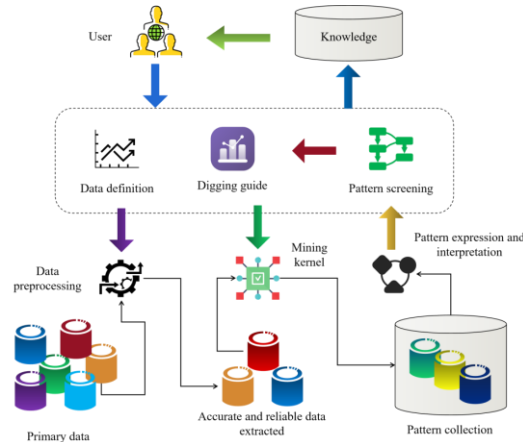 User
Knowledge
Data definition
Digging guide
Pattern screening
Data
preprocessing
Mining
kernel
Pattern expression and
interpretation
Primary data
Accurate and reliable data
extracted
Pattern collection